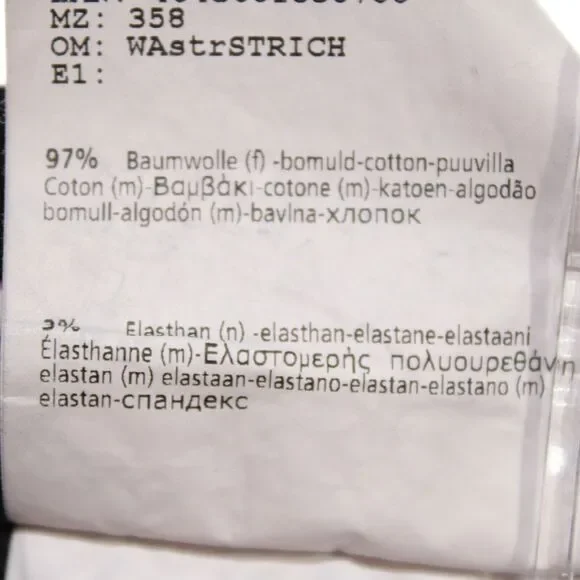 MZ: 358
OM: WAstrSTRICH
E1:
97% Baumwolle (f) -bomuld-cotton-puuvilla
Coton (m)-Βαμβάκι-cotone (m)-katoen-algodão
bomull-algodón (m)-bavlna-хлопок
3% Elasthan (n) -elasthan-elastane-elastaani
Élasthanne (m)-Ελαστομερής πολυουρεθάνη
elastan (m) elastaan-elastano-elastan-elastano (m)
elastan-спандекс